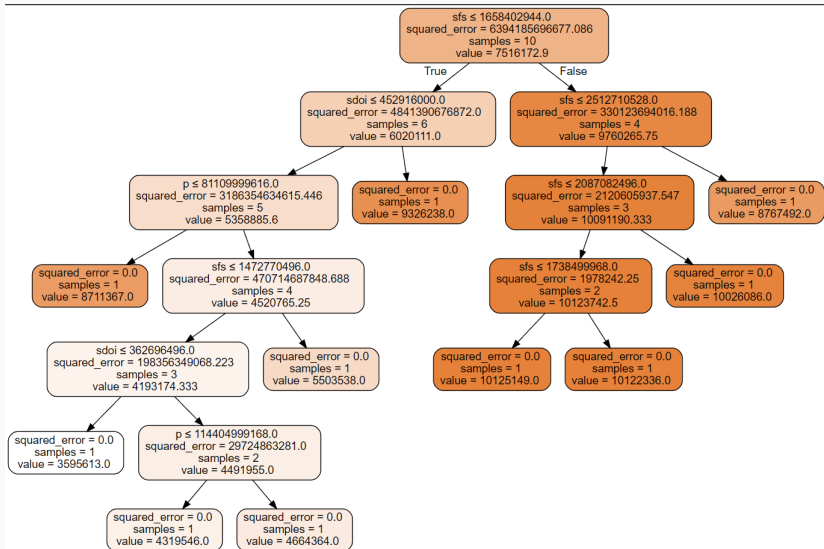 sfs ≤ 1658402944.0
squared_error = 6394185696677.086
samples = 10
value = 7516172.9
True
False
sdoi ≤ 452916000.0
squared_error = 4841390676872.0
samples = 6
value = 6020111.0
sfs ≤ 2512710528.0
squared_error = 330123694016.188
samples = 4
value = 9760265.75
p ≤ 81109999616.0
squared_error = 3186354634615.446
samples = 5
value = 5358885.6
squared_error = 0.0
samples = 1
value = 9326238.0
sfs ≤ 2087082496.0
squared_error = 2120605937.547
samples = 3
value = 10091190.333
squared_error = 0.0
samples = 1
value = 8767492.0
squared_error = 0.0
samples = 1
value = 8711367.0
sfs ≤ 1472770496.0
squared_error = 470714687848.688
samples = 4
value = 4520765.25
sfs ≤ 1738499968.0
squared_error = 1978242.25
samples = 2
value = 10123742.5
squared_error = 0.0
samples = 1
value = 10026086.0
sdoi ≤ 362696496.0
squared_error = 198356349068.223
samples = 3
value = 4193174.333
squared_error = 0.0
samples = 1
value = 5503538.0
squared_error = 0.0
samples = 1
value = 10125149.0
squared_error = 0.0
samples = 1
value = 10122336.0
squared_error = 0.0
samples = 1
value = 3595613.0
p ≤ 114404999168.0
squared_error = 29724863281.0
samples = 2
value = 4491955.0
squared_error = 0.0
samples = 1
value = 4319546.0
squared_error = 0.0
samples = 1
value = 4664364.0